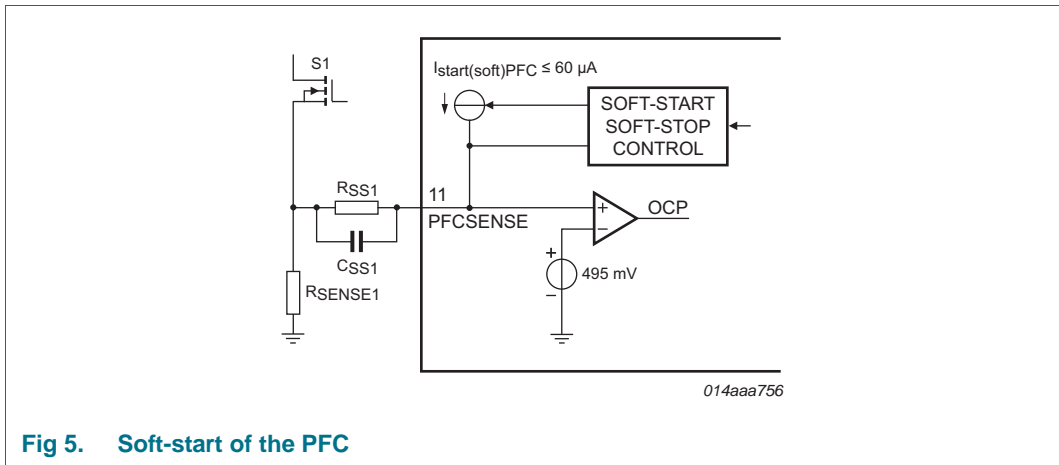 S1
Istart(soft)PFC ≤ 60 μA
SOFT-START
SOFT-STOP
CONTROL
RSS1
11
PFCSENSE
CSS1
+
−
OCP
+
495 mV
−
RSENSE1
014aaa756
Fig 5. Soft-start of the PFC